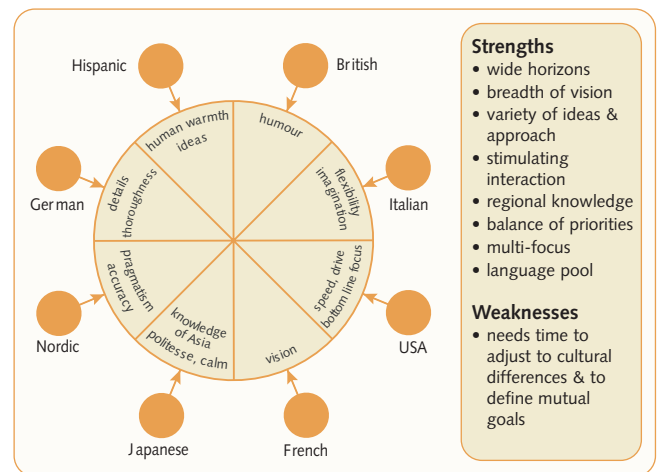 Hispanic
British
human warmth
ideas
humour
German
details
thoroughness
flexibility
imagination
Italian
Nordic
pragmatism
accuracy
speed, drive
bottom line focus
USA
knowledge
of Asia
politesse, calm
vision
Japanese
French
Strengths
• wide horizons
• breadth of vision
• variety of ideas &
approach
• stimulating
interaction
• regional knowledge
• balance of priorities
• multi-focus
• language pool
Weaknesses
• needs time to
adjust to cultural
differences & to
define mutual
goals